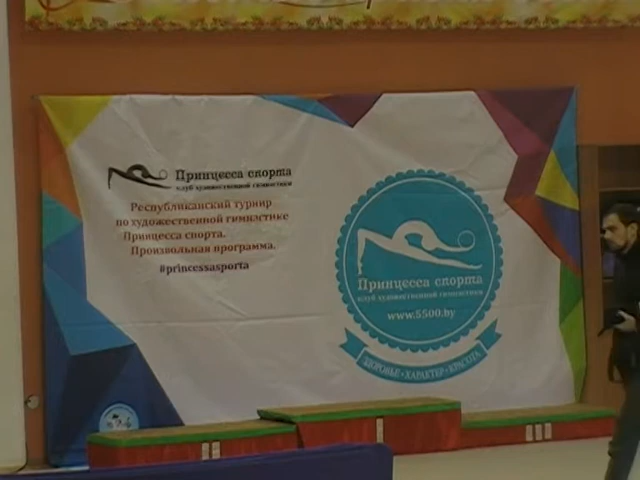 Принцесса спорта
клуб художественной гимнастики
Республиканский турнир
по художественной гимнастике
Принцесса спорта.
Произвольная программа.
#princessasporta
Принцесса спорта
клуб художественной гимнастики
www.5500.by
ЗДОРОВЬЕ • ХАРАКТЕР • КРАСОТА